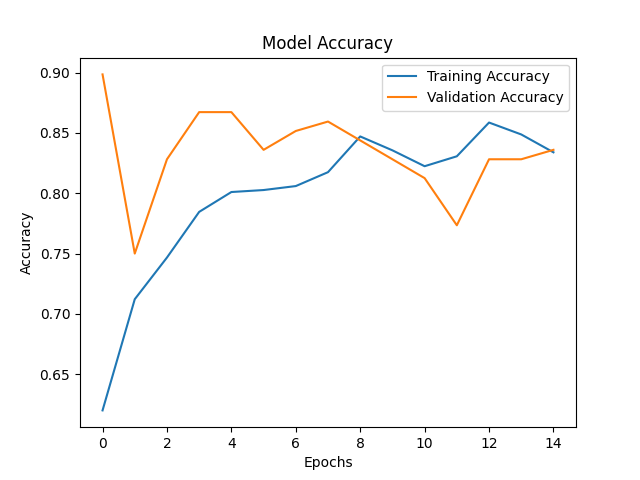 Model Accuracy
Training Accuracy
Validation Accuracy
0.90
0.85
0.80
0.75
0.70
0.65
Accuracy
0 2 4 6 8 10 12 14
Epochs